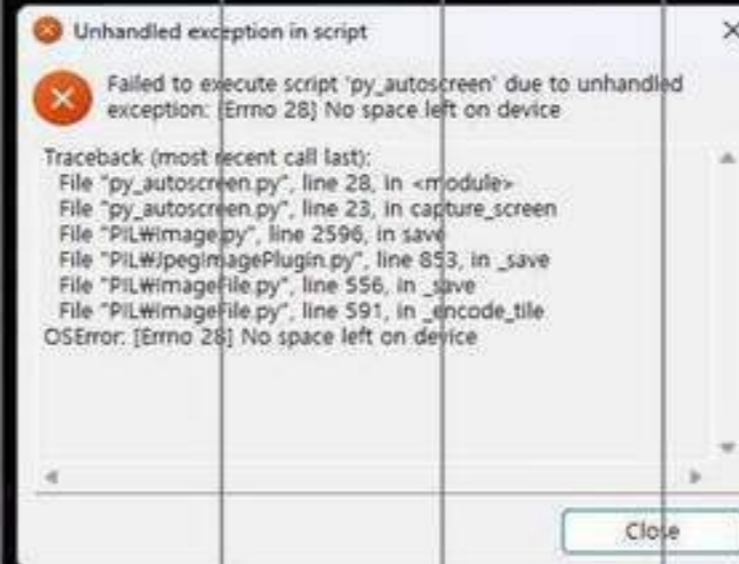 Unhandled exception in script
Failed to execute script 'py_autoscreen' due to unhandled
exception: [Errno 28] No space left on device
Traceback (most recent call last):
File "py_autoscreen.py", line 28, in <module>
File "py_autoscreen.py", line 23, in capture_screen
File "PIL₩Image.py", line 2596, in save
File "PIL₩JpegImagePlugin.py", line 853, in _save
File "PIL₩ImageFile.py", line 556, in _save
File "PIL₩ImageFile.py", line 591, in _encode_tile
OSError: [Errno 28] No space left on device
Close